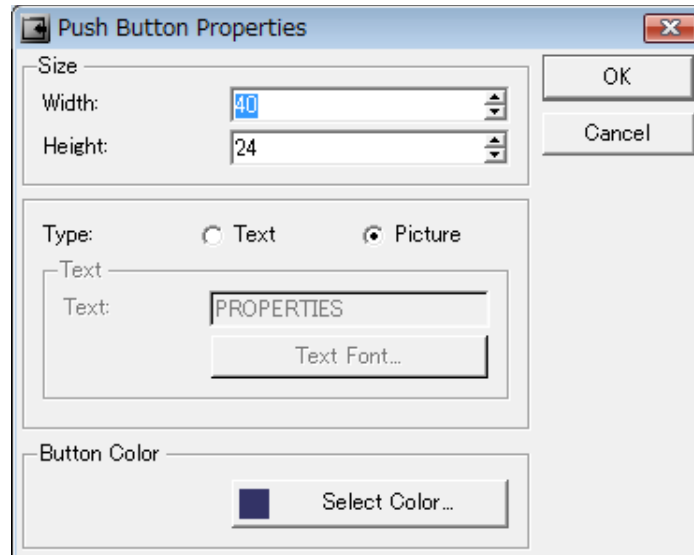 Push Button Properties
Size
Width:
40
Height:
24
OK
Cancel
Type:
Text
Picture
Text
Text:
PROPERTIES
Text Font...
Button Color
Select Color...